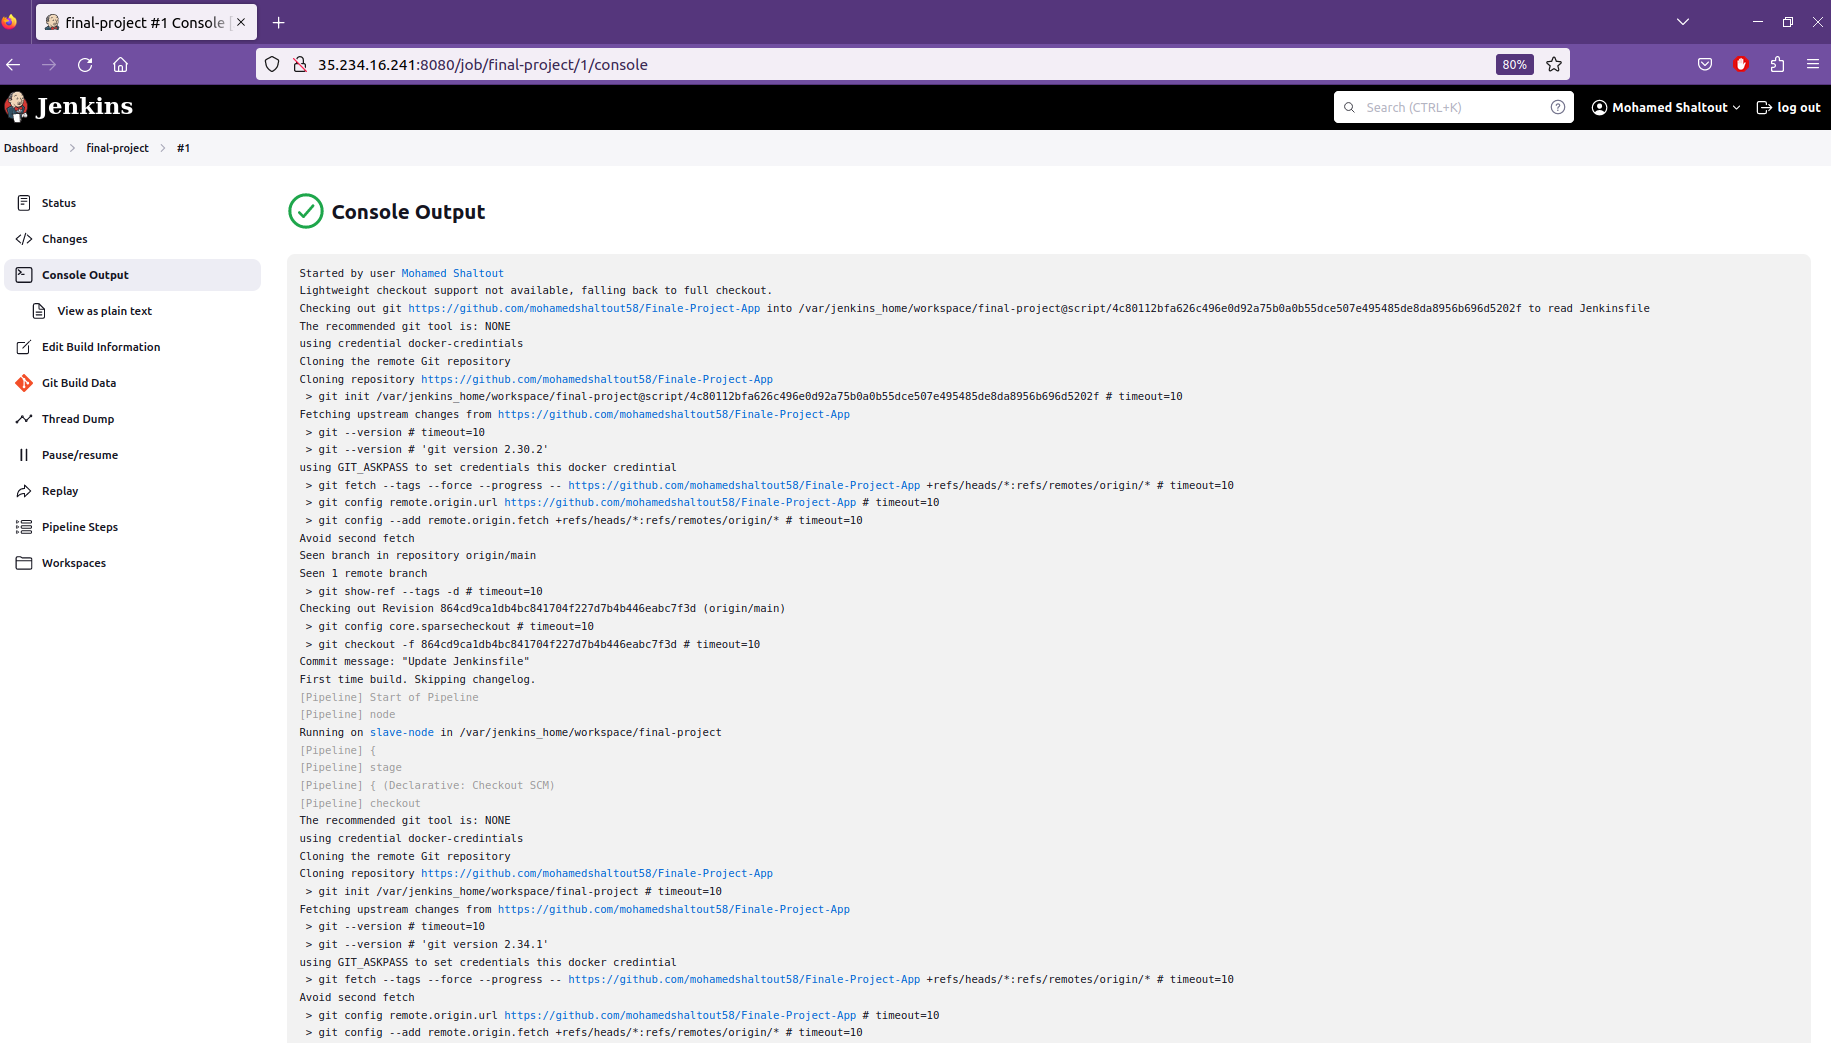 final-project #1 Console [
35.234.16.241:8080/job/final-project/1/console
80%
Jenkins
Search (CTRL+K)
Mohamed Shaltout
log out
Dashboard
final-project
#1
Status
Changes
Console Output
View as plain text
Edit Build Information
Git Build Data
Thread Dump
Pause/resume
Replay
Pipeline Steps
Workspaces
Console Output
Started by user Mohamed Shaltout
Lightweight checkout support not available, falling back to full checkout.
Checking out git https://github.com/mohamedshaltout58/Finale-Project-App into /var/jenkins_home/workspace/final-project@script/4c80112bfa626c496e0d92a75b0a0b55dce507e495485de8da8956b696d5202f to read Jenkinsfile
The recommended git tool is: NONE
using credential docker-credintials
Cloning the remote Git repository
Cloning repository https://github.com/mohamedshaltout58/Finale-Project-App
> git init /var/jenkins_home/workspace/final-project@script/4c80112bfa626c496e0d92a75b0a0b55dce507e495485de8da8956b696d5202f # timeout=10
Fetching upstream changes from https://github.com/mohamedshaltout58/Finale-Project-App
> git --version # timeout=10
> git --version # 'git version 2.30.2'
using GIT_ASKPASS to set credentials this docker credintial
> git fetch --tags --force --progress -- https://github.com/mohamedshaltout58/Finale-Project-App +refs/heads/*:refs/remotes/origin/* # timeout=10
> git config remote.origin.url https://github.com/mohamedshaltout58/Finale-Project-App # timeout=10
> git config --add remote.origin.fetch +refs/heads/*:refs/remotes/origin/* # timeout=10
Avoid second fetch
Seen branch in repository origin/main
Seen 1 remote branch
> git show-ref --tags -d # timeout=10
Checking out Revision 864cd9ca1db4bc841704f227d7b4b446eabc7f3d (origin/main)
> git config core.sparsecheckout # timeout=10
> git checkout -f 864cd9ca1db4bc841704f227d7b4b446eabc7f3d # timeout=10
Commit message: "Update Jenkinsfile"
First time build. Skipping changelog.
[Pipeline] Start of Pipeline
[Pipeline] node
Running on slave-node in /var/jenkins_home/workspace/final-project
[Pipeline] {
[Pipeline] stage
[Pipeline] { (Declarative: Checkout SCM)
[Pipeline] checkout
The recommended git tool is: NONE
using credential docker-credintials
Cloning the remote Git repository
Cloning repository https://github.com/mohamedshaltout58/Finale-Project-App
> git init /var/jenkins_home/workspace/final-project # timeout=10
Fetching upstream changes from https://github.com/mohamedshaltout58/Finale-Project-App
> git --version # timeout=10
> git --version # 'git version 2.34.1'
using GIT_ASKPASS to set credentials this docker credintial
> git fetch --tags --force --progress -- https://github.com/mohamedshaltout58/Finale-Project-App +refs/heads/*:refs/remotes/origin/* # timeout=10
Avoid second fetch
> git config remote.origin.url https://github.com/mohamedshaltout58/Finale-Project-App # timeout=10
> git config --add remote.origin.fetch +refs/heads/*:refs/remotes/origin/* # timeout=10